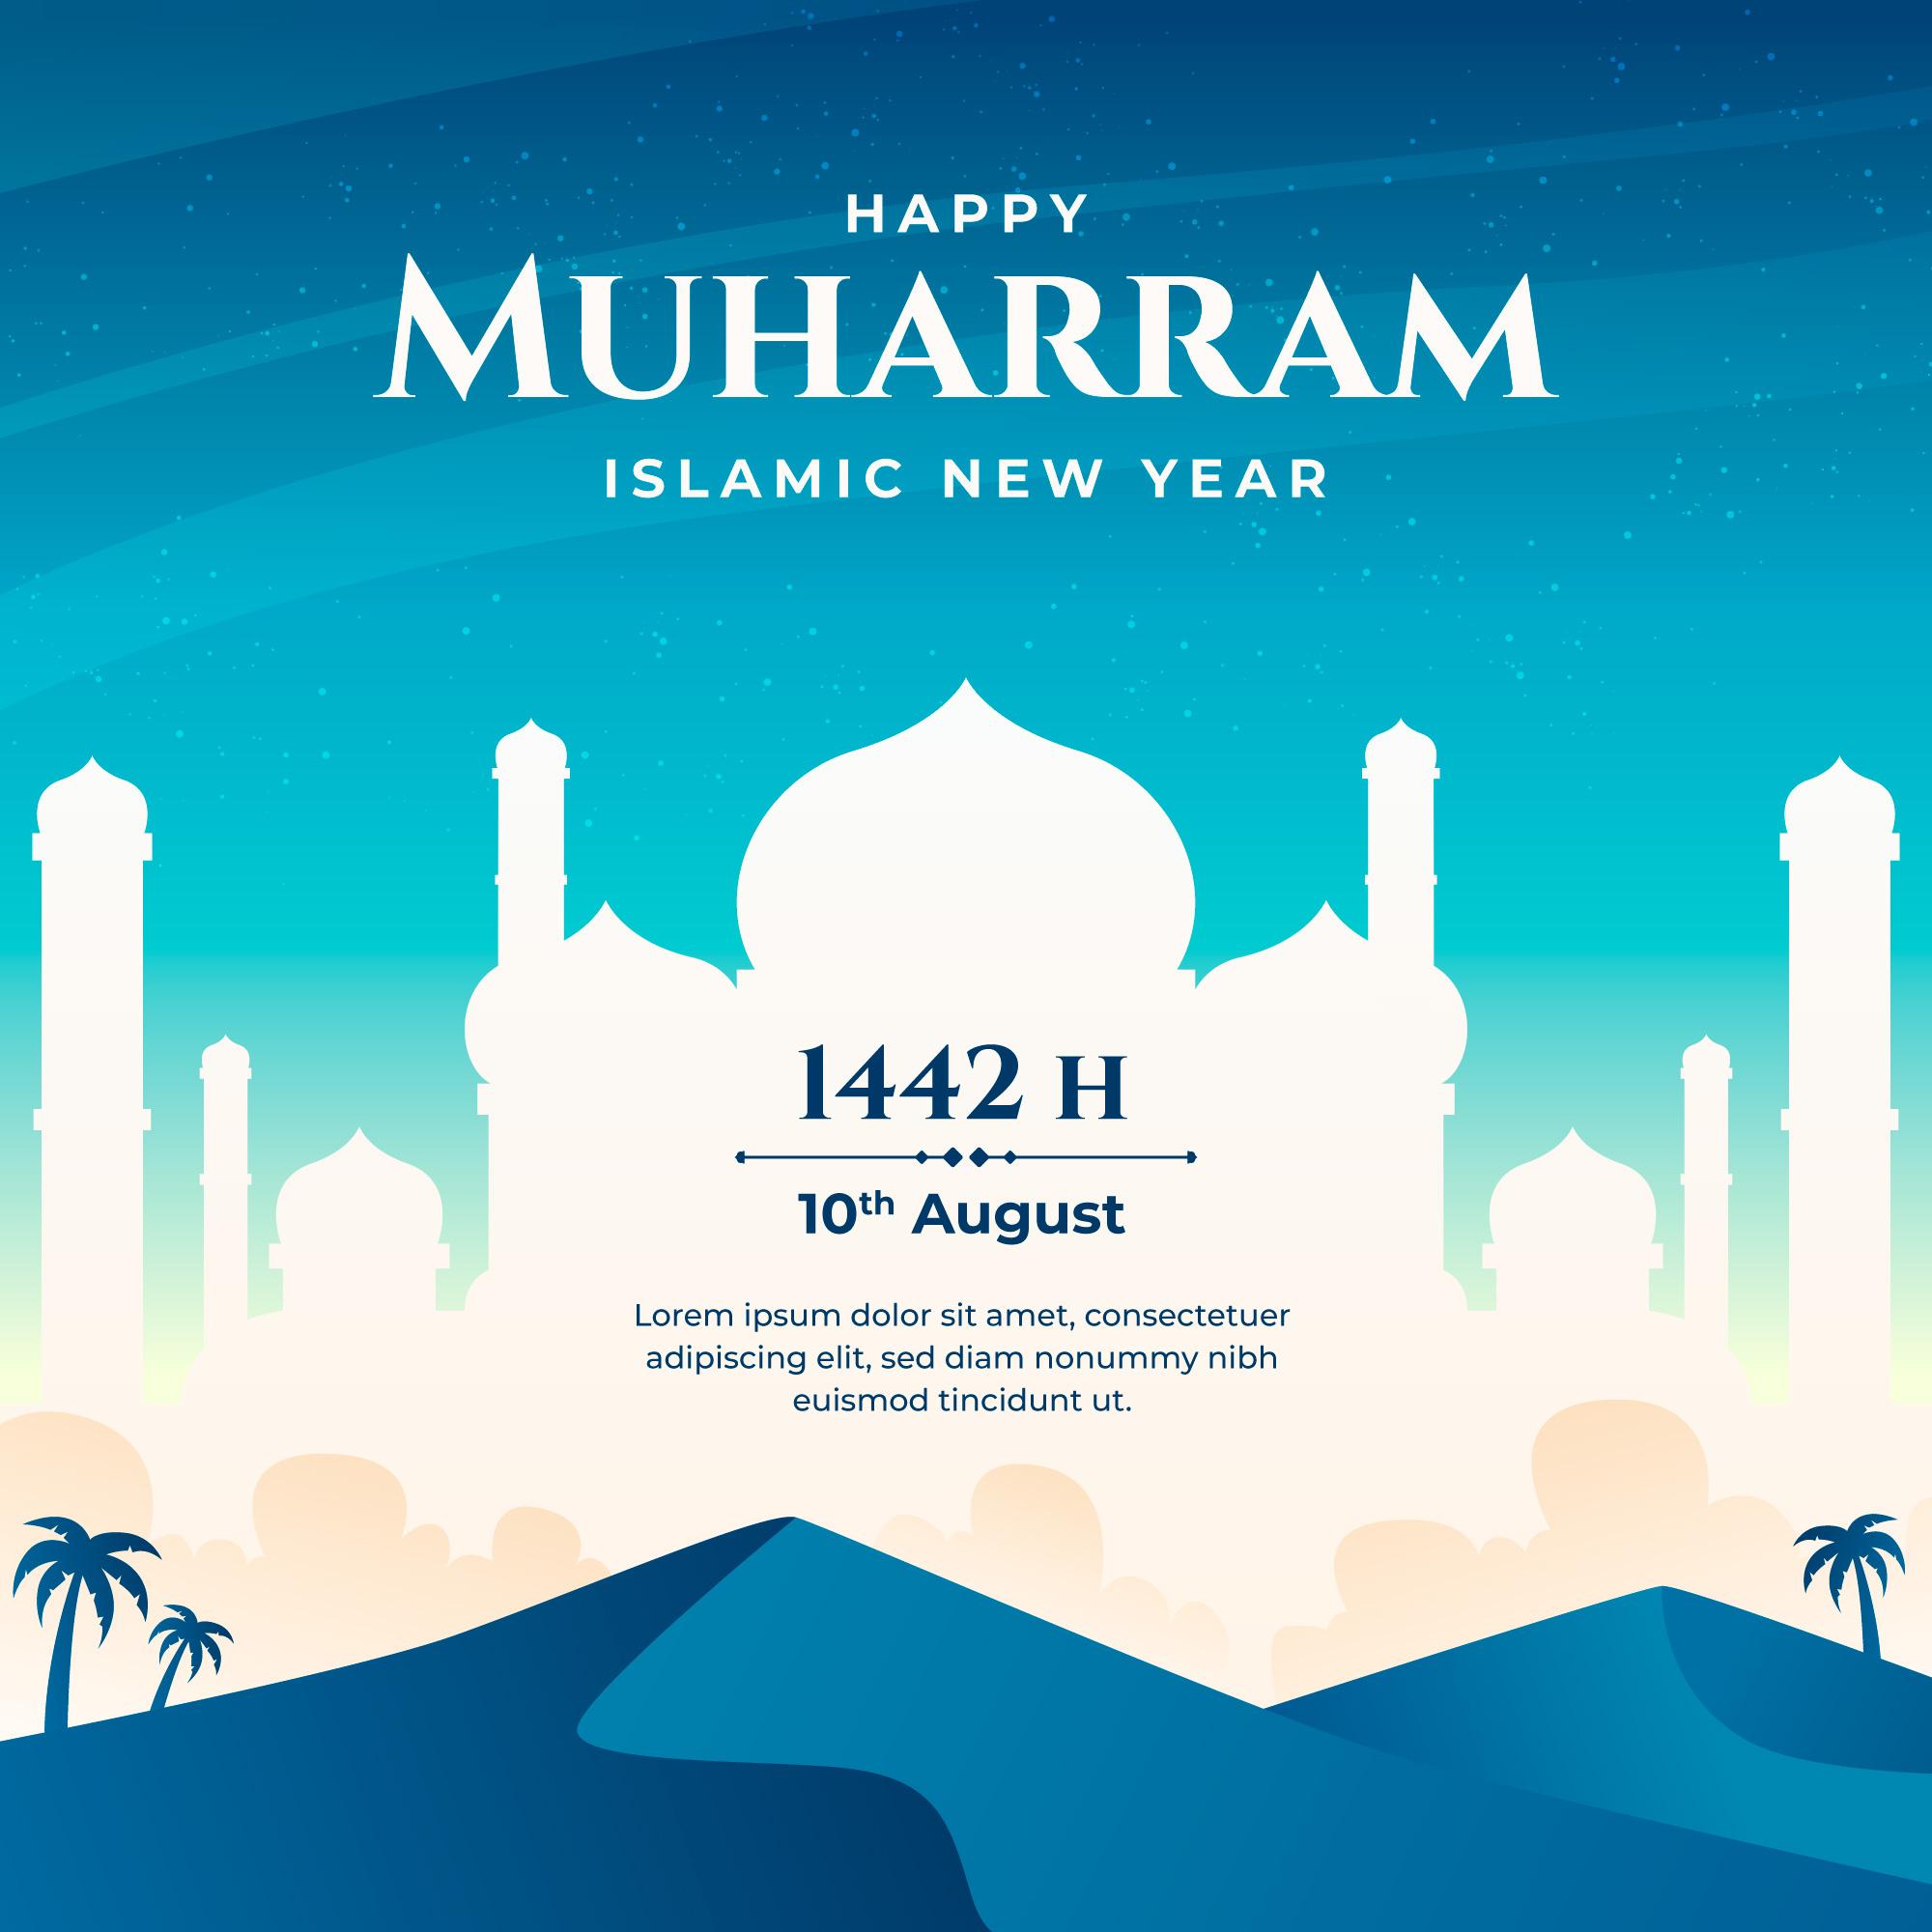 HAPPY
MUHARRAM
ISLAMIC NEW YEAR
1442 H
10th August
Lorem ipsum dolor sit amet, consectetuer
adipiscing elit, sed diam nonummy nibh
euismod tincidunt ut.